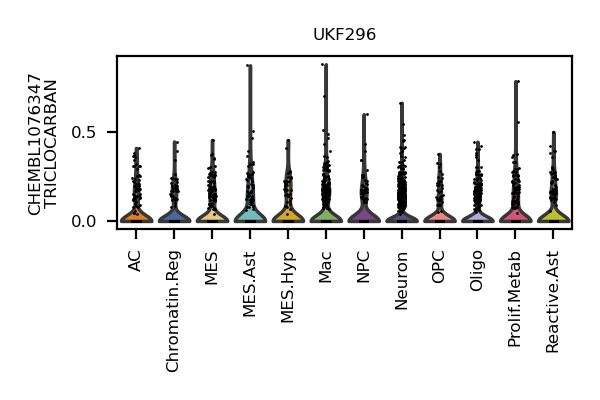 UKF296
CHEMBL1076347
TRICLOCARBAN
0.5
0.0
AC
Chromatin.Reg
MES
MES.Ast
MES.Hyp
Mac
NPC
Neuron
OPC
Oligo
Prolif.Metab
Reactive.Ast